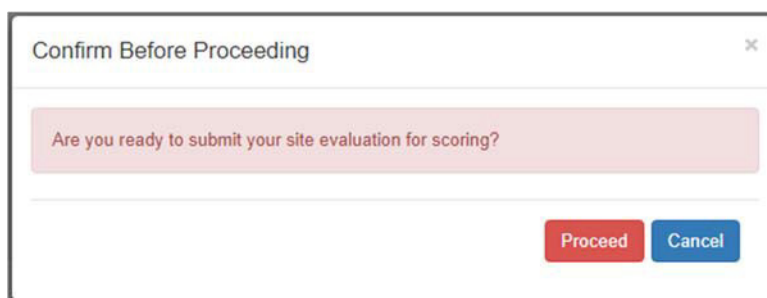 Confirm Before Proceeding
×
Are you ready to submit your site evaluation for scoring?
Proceed Cancel